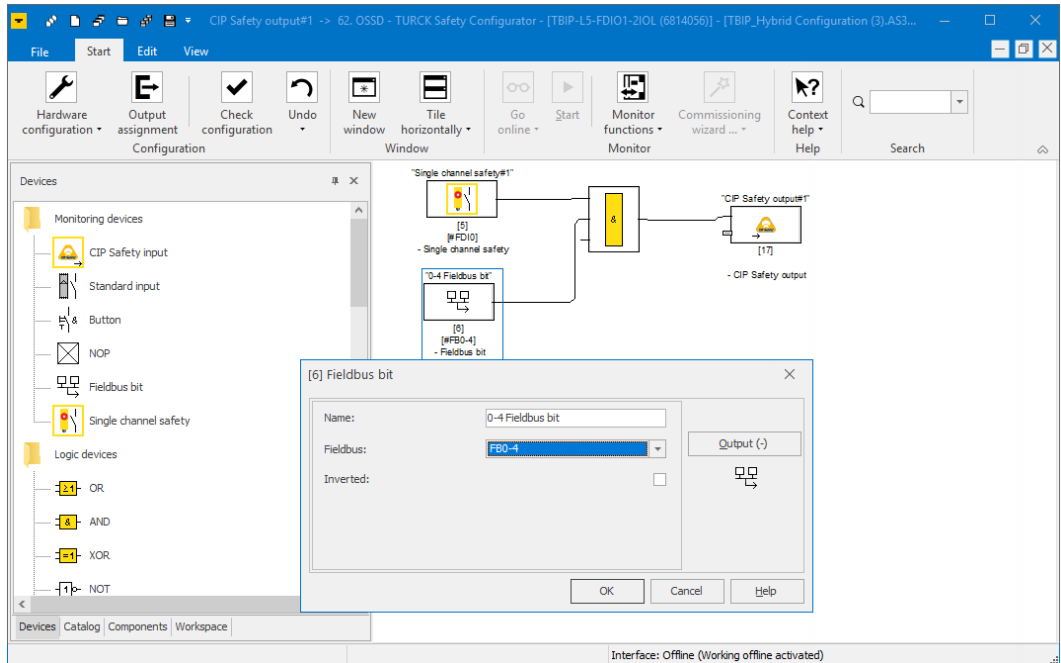 CIP Safety output#1 -> 62. OSSD - TURCK Safety Configurator - [TBIP-L5-FDIO1-2IOL (6814056)] - [TBIP_Hybrid Configuration (3).AS3...
File Start Edit View
Hardware configuration
Output assignment
Check configuration
Undo
Configuration
New window
Tile horizontally
Window
Go online
Start
Monitor functions
Commissioning wizard ...
Monitor
Context help
Help
Search
Devices
Monitoring devices
CIP Safety input
Standard input
Button
NOP
Fieldbus bit
Single channel safety
Logic devices
≥1 OR
& AND
=1 XOR
1 NOT
Devices Catalog Components Workspace
"Single channel safety#1"
[5]
[#FDI0]
- Single channel safety
"0-4 Fieldbus bit"
[6]
[#FB0-4]
- Fieldbus bit
&
"CIP Safety output#1"
[17]
- CIP Safety output
[6] Fieldbus bit
Name: 0-4 Fieldbus bit
Fieldbus: FB0-4
Inverted:
Output (-)
OK Cancel Help
Interface: Offline (Working offline activated)